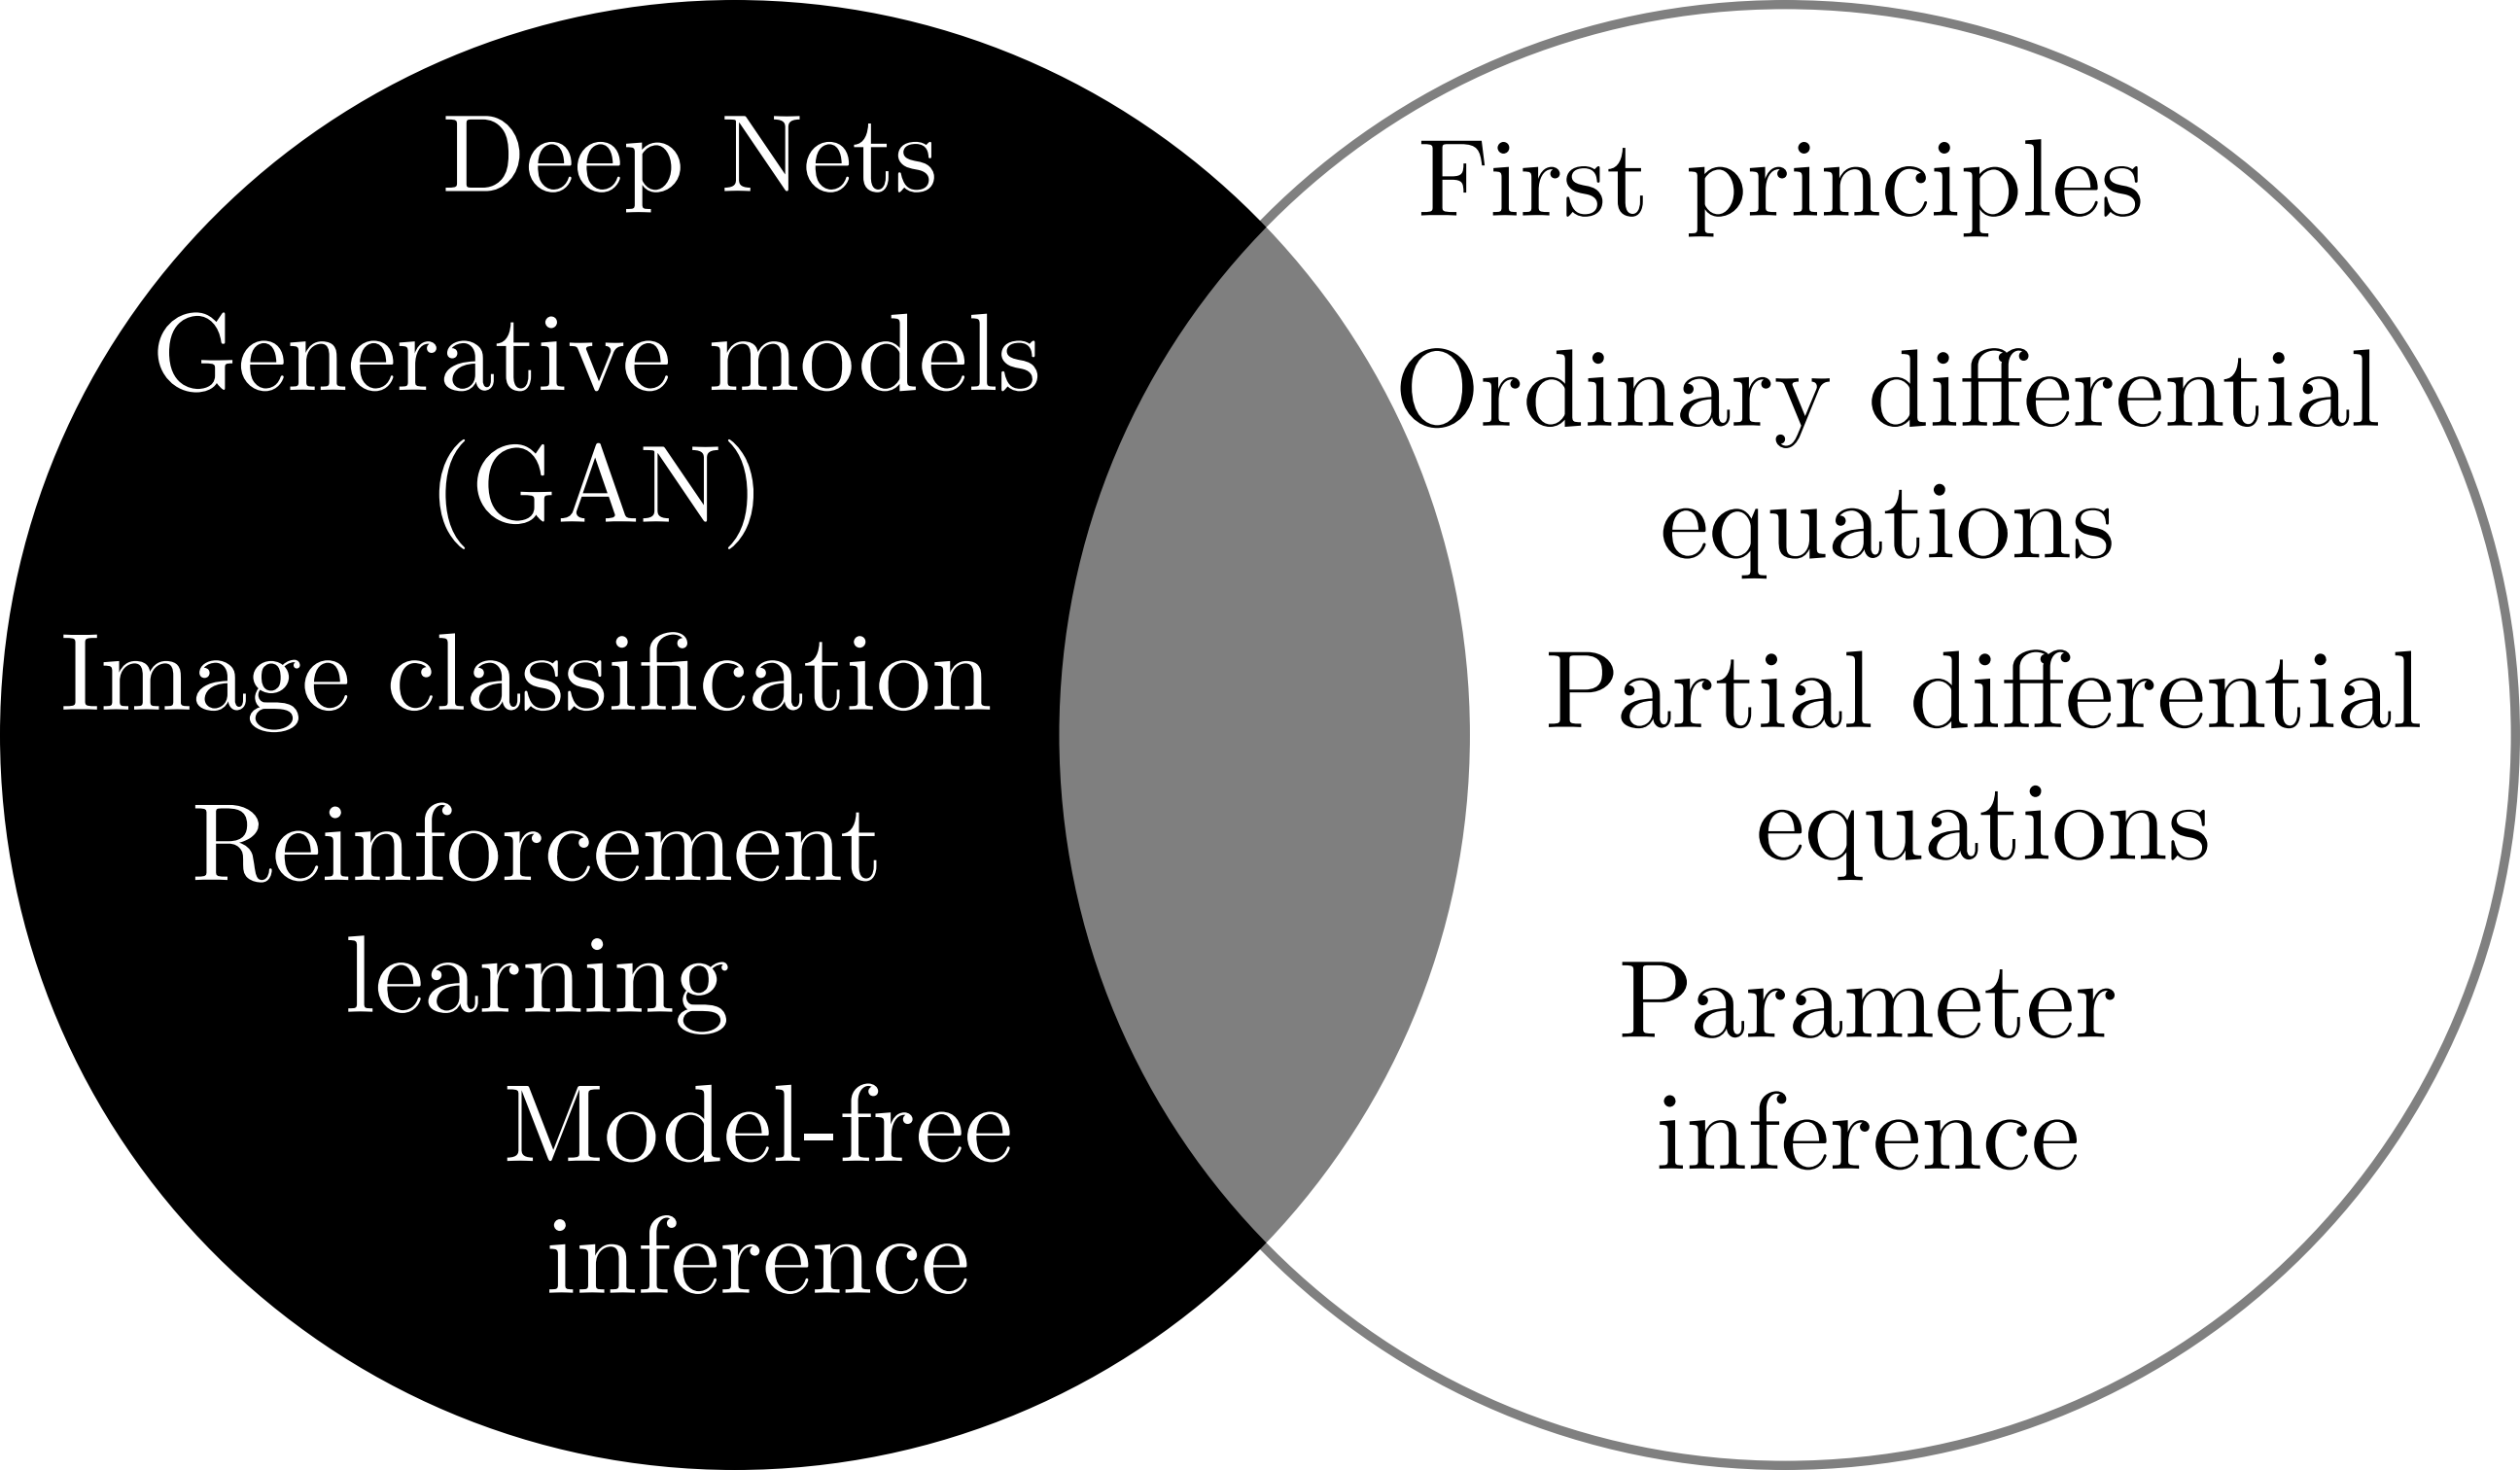 Deep Nets
Generative models
(GAN)
Image classification
Reinforcement
learning
Model-free
inference
First principles
Ordinary differential
equations
Partial differential
equations
Parameter
inference